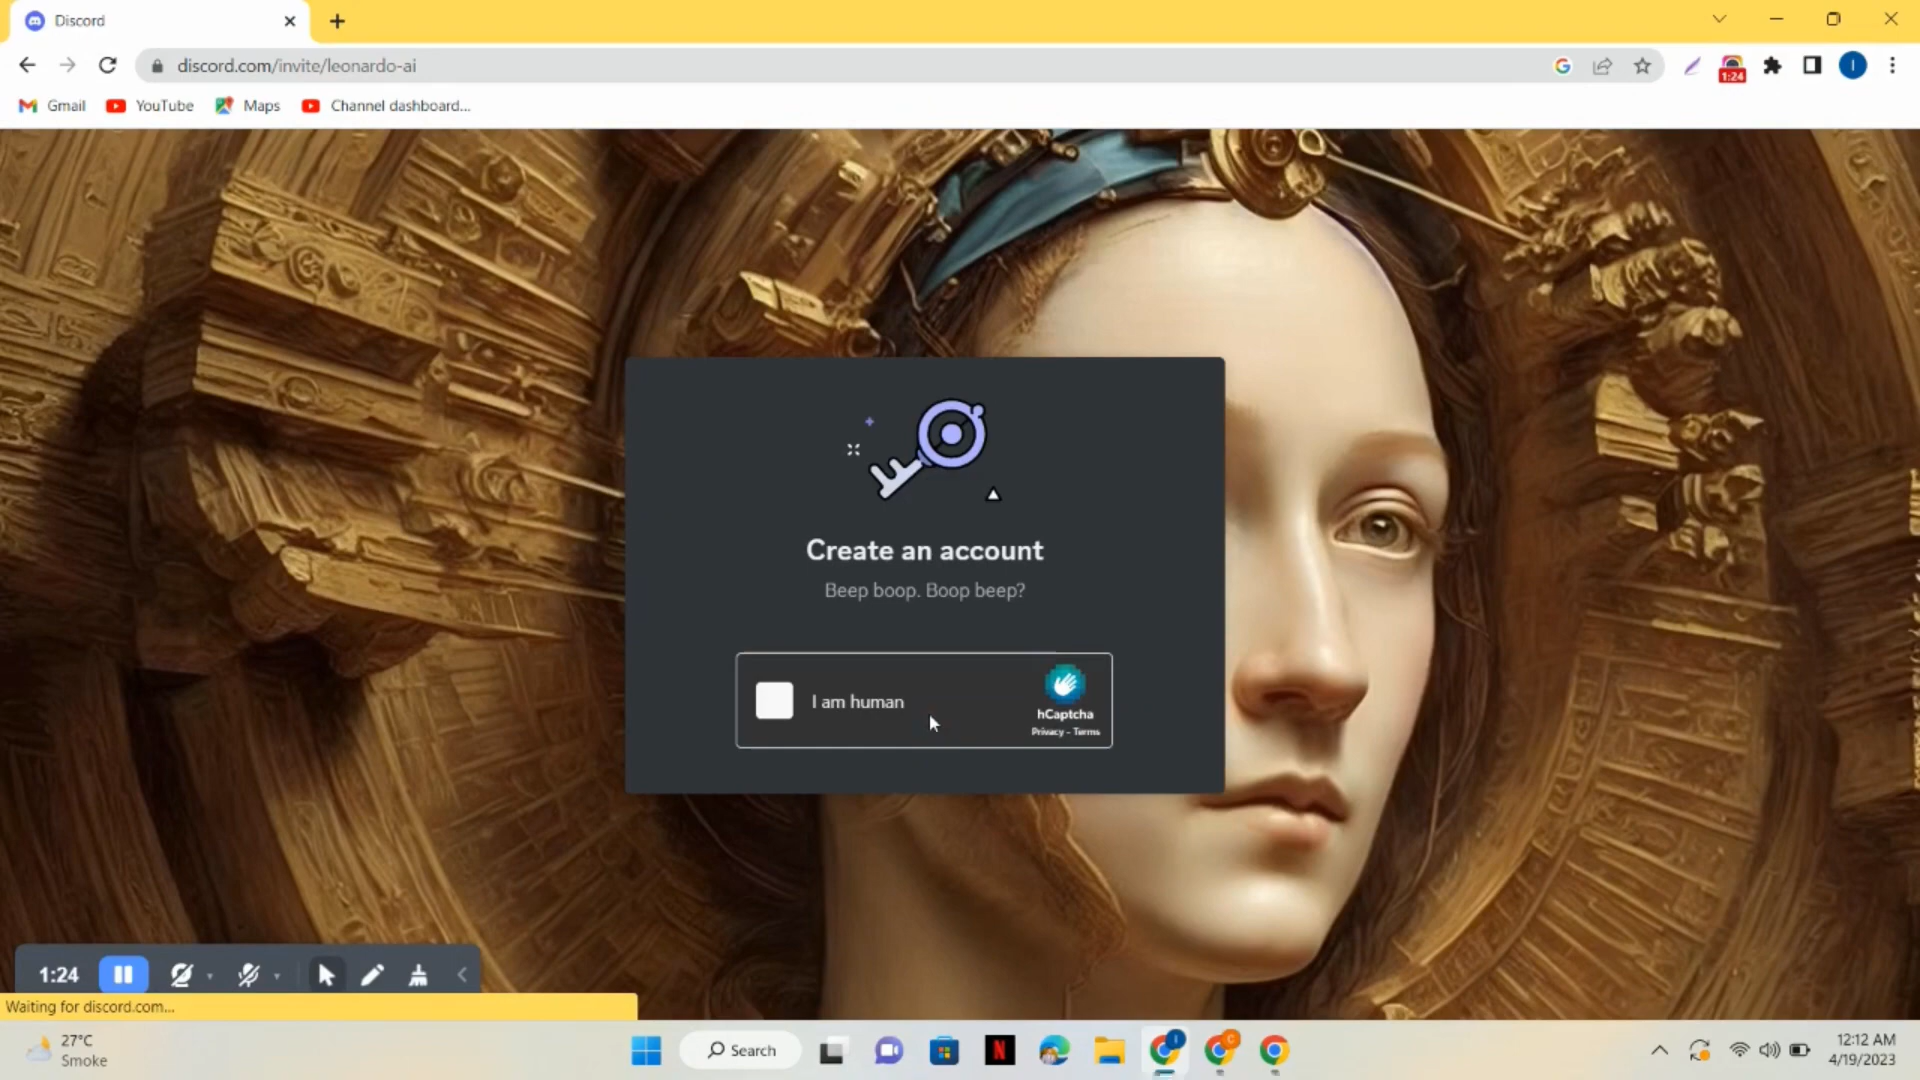 Discord
discord.com/invite/leonardo-ai
1:24
I
Gmail
YouTube
Maps
Channel dashboard...
Create an account
Beep boop. Boop beep?
I am human
hCaptcha
Privacy - Terms
1:24
Waiting for discord.com...
27°C
Smoke
Search
N
I
C
12:12 AM
4/19/2023